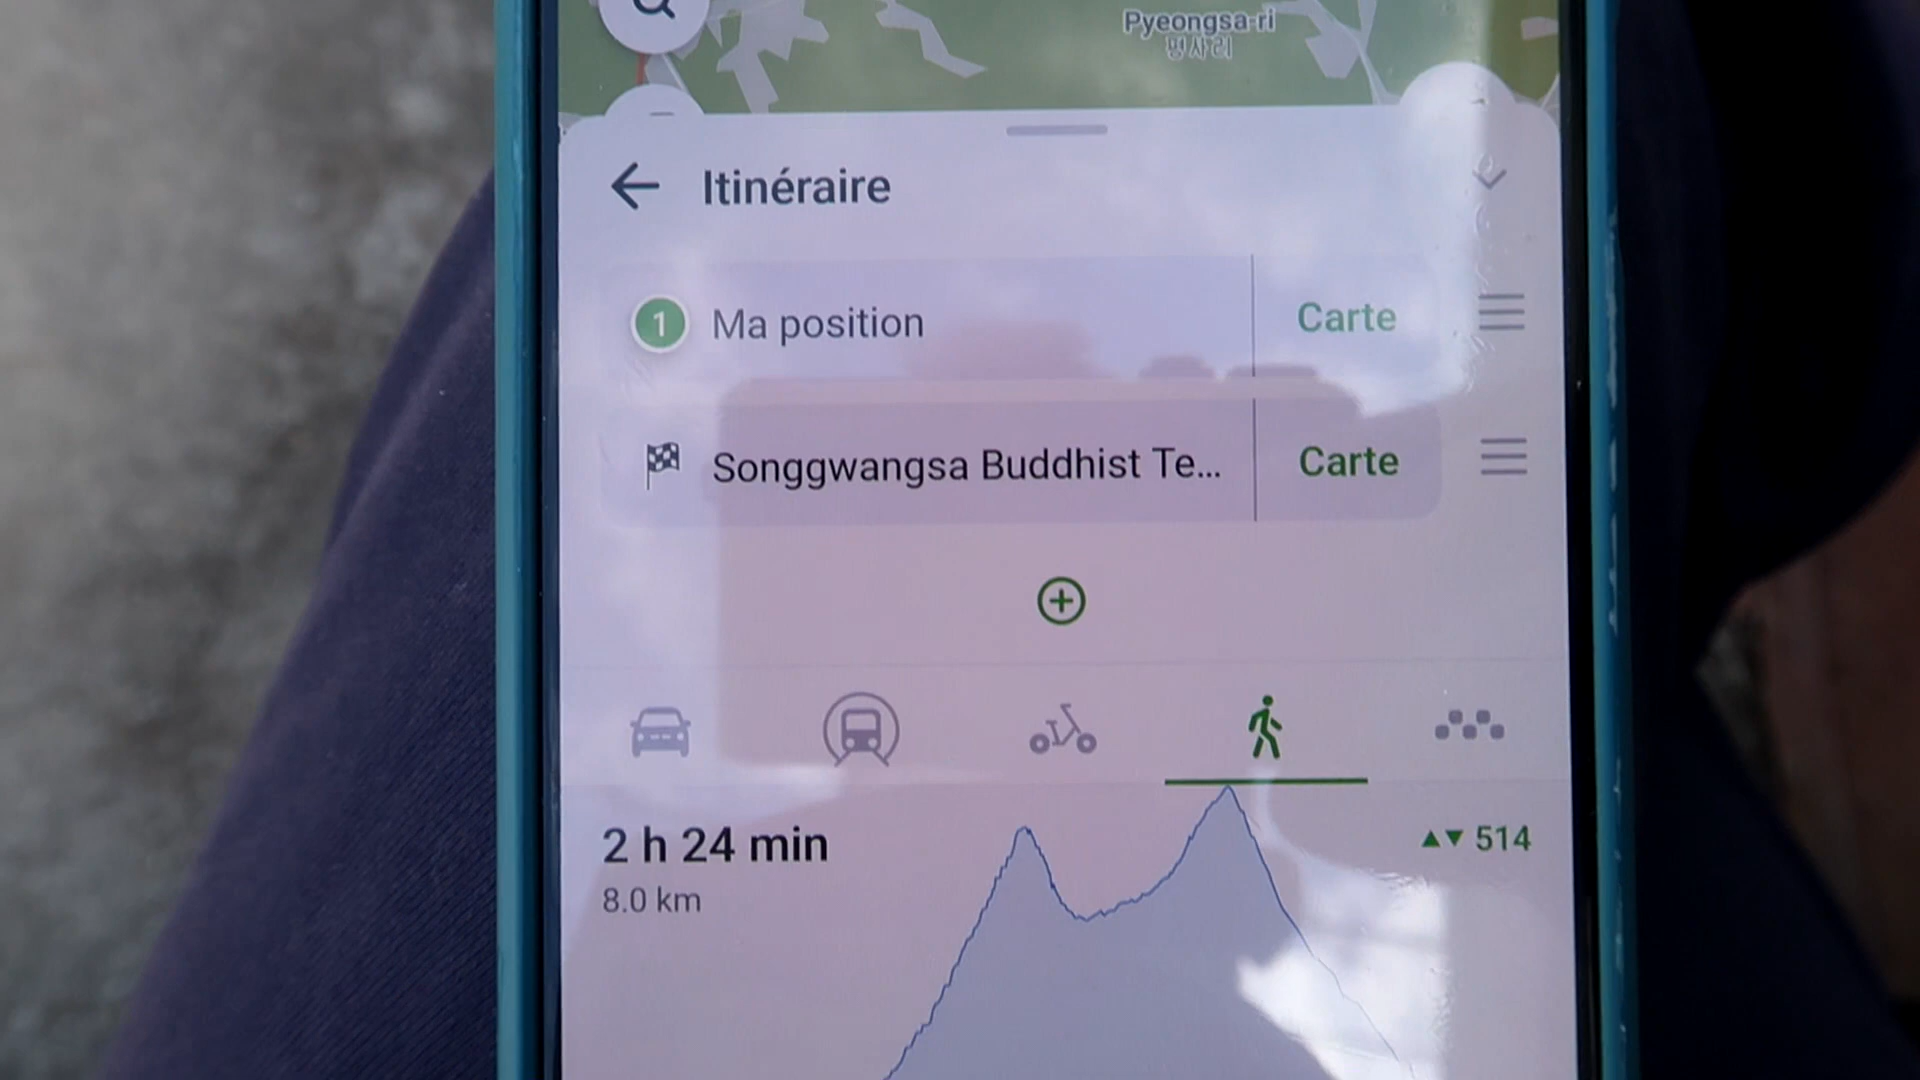 Pyeongsa-ri
평사리
Itinéraire
1 Ma position Carte
Songgwangsa Buddhist Te... Carte
2 h 24 min
▲▼ 514
8.0 km